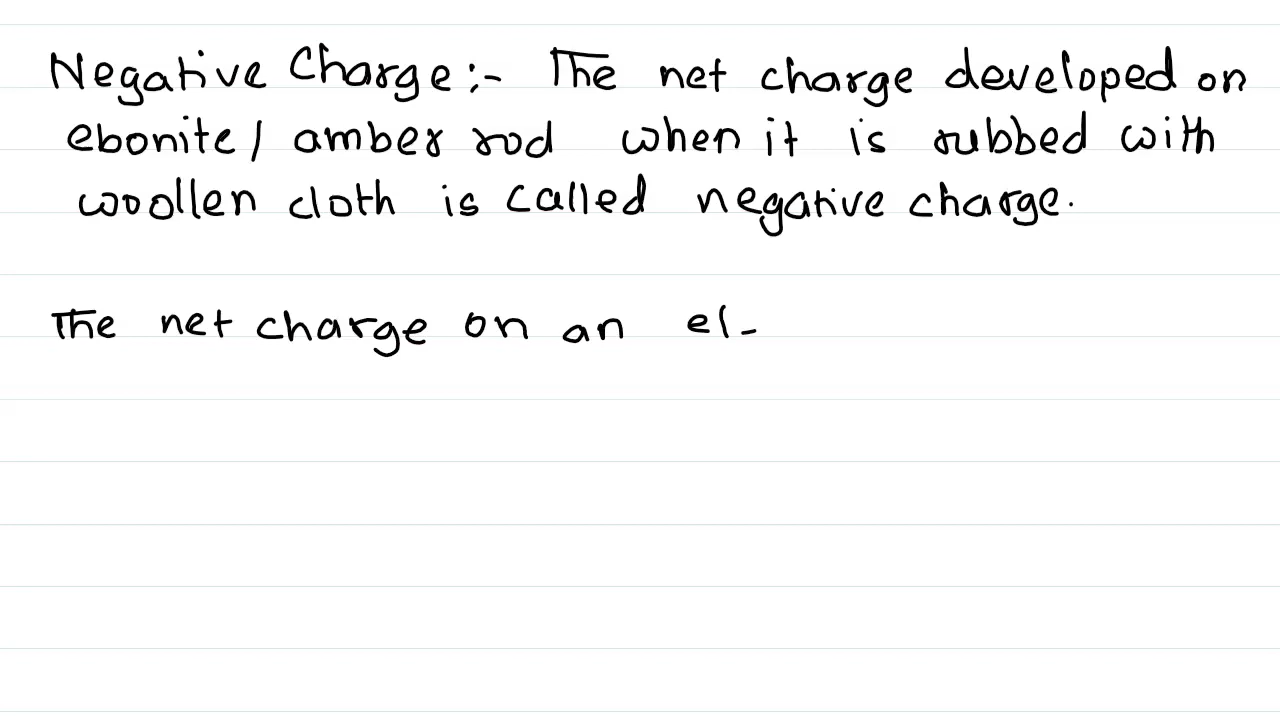 Negative Charge:- The net charge developed on
ebonite/ amber rod when it is rubbed with
woollen cloth is called negative charge.
The net charge on an el-